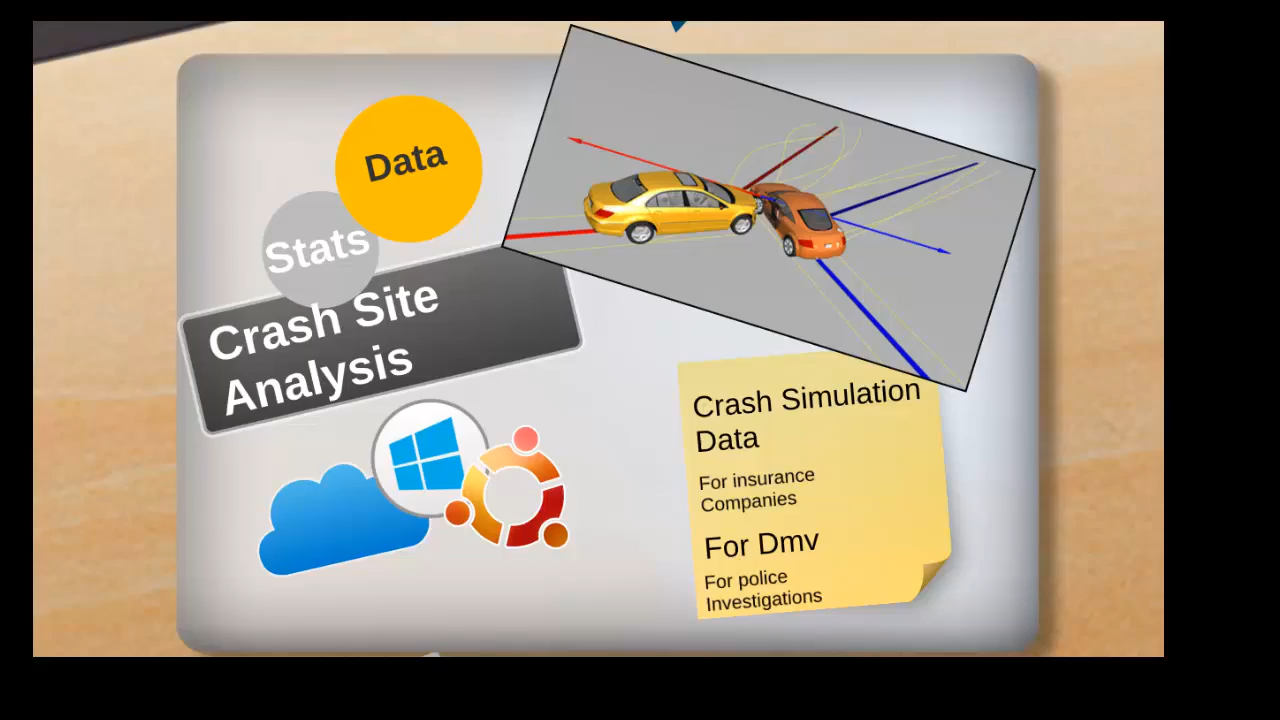 Data
Stats
Crash Site
Analysis
Crash Simulation
Data
For insurance
Companies
For Dmv
For police
Investigations